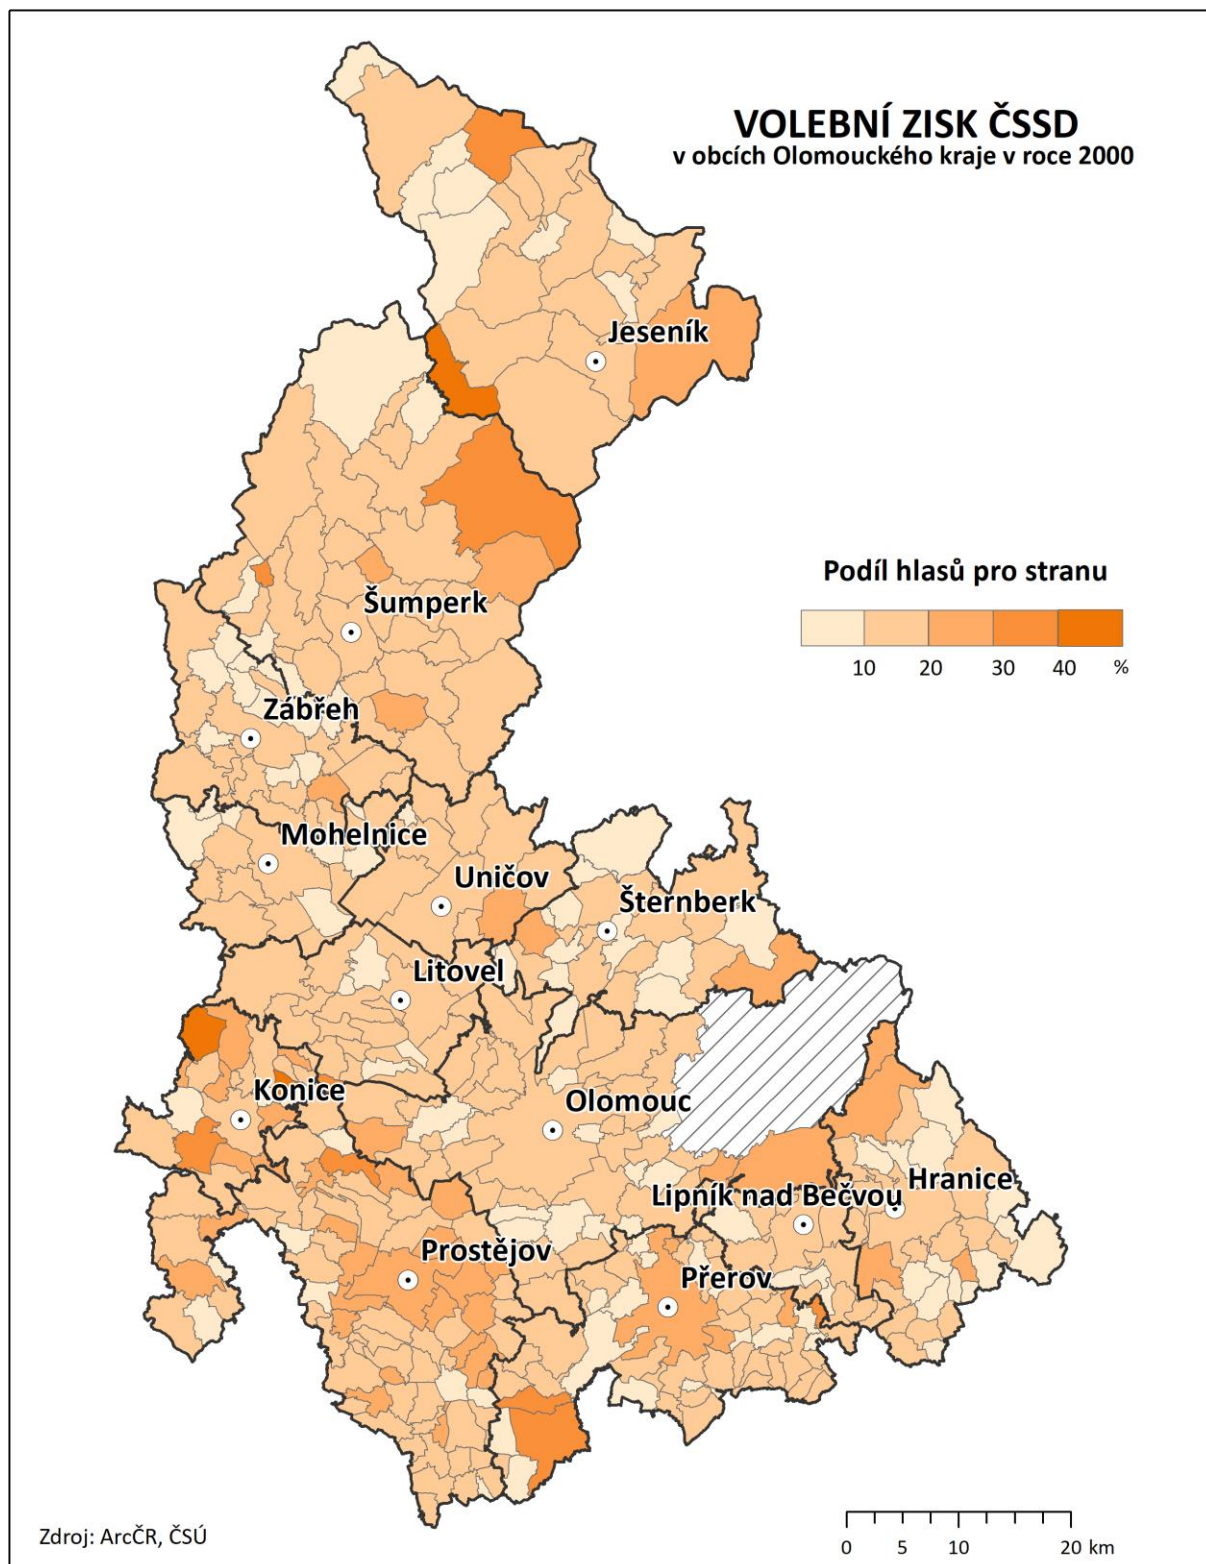 VOLEBNÍ ZISK ČSSD
v obcích Olomouckého kraje v roce 2000
Jeseník
Podíl hlasů pro stranu
10 20 30 40 %
Šumperk
Zábřeh
Mohelnice
Uničov
Šternberk
Litovel
Konice
Olomouc
Hranice
Lipník nad Bečvou
Prostějov
Přerov
Zdroj: ArcČR, ČSÚ
0 5 10 20 km